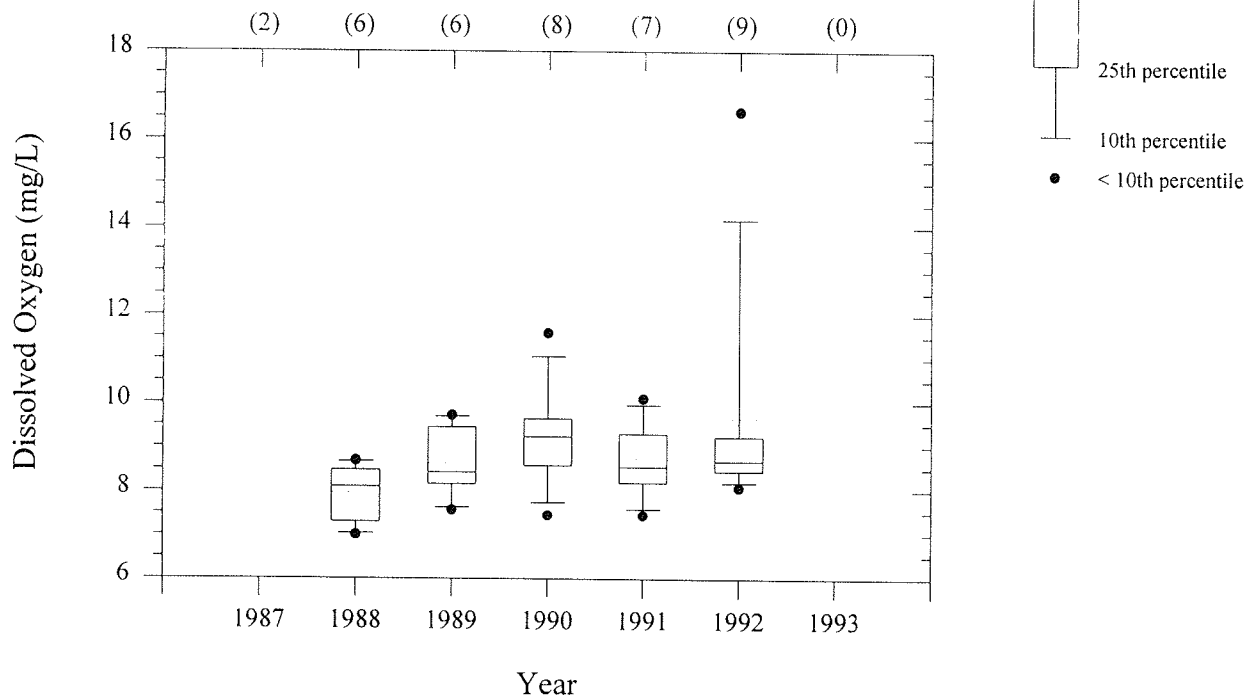 (2) (6) (6) (8) (7) (9) (0)
18
16
14
12
10
8
6
Dissolved Oxygen (mg/L)
1987 1988 1989 1990 1991 1992 1993
Year
25th percentile
10th percentile
< 10th percentile